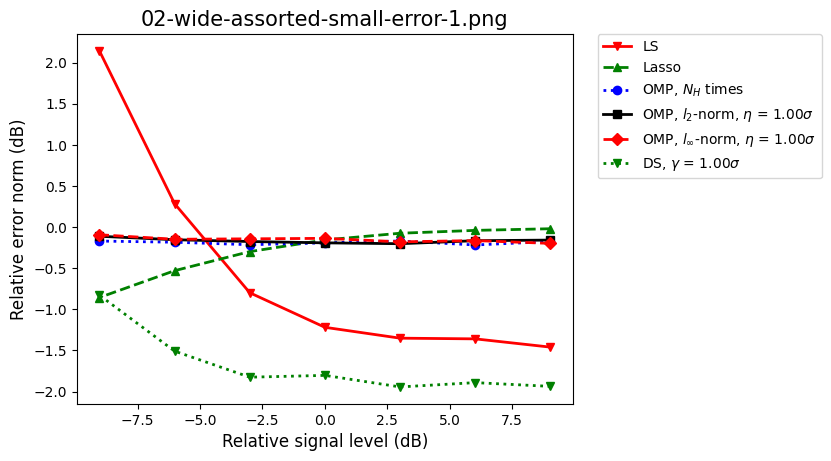 02-wide-assorted-small-error-1.png
Relative error norm (dB)
2.0
1.5
1.0
0.5
0.0
−0.5
−1.0
−1.5
−2.0
−7.5 −5.0 −2.5 0.0 2.5 5.0 7.5
Relative signal level (dB)
LS
Lasso
OMP, N_H times
OMP, l_2-norm, η = 1.00σ
OMP, l_∞-norm, η = 1.00σ
DS, γ = 1.00σ